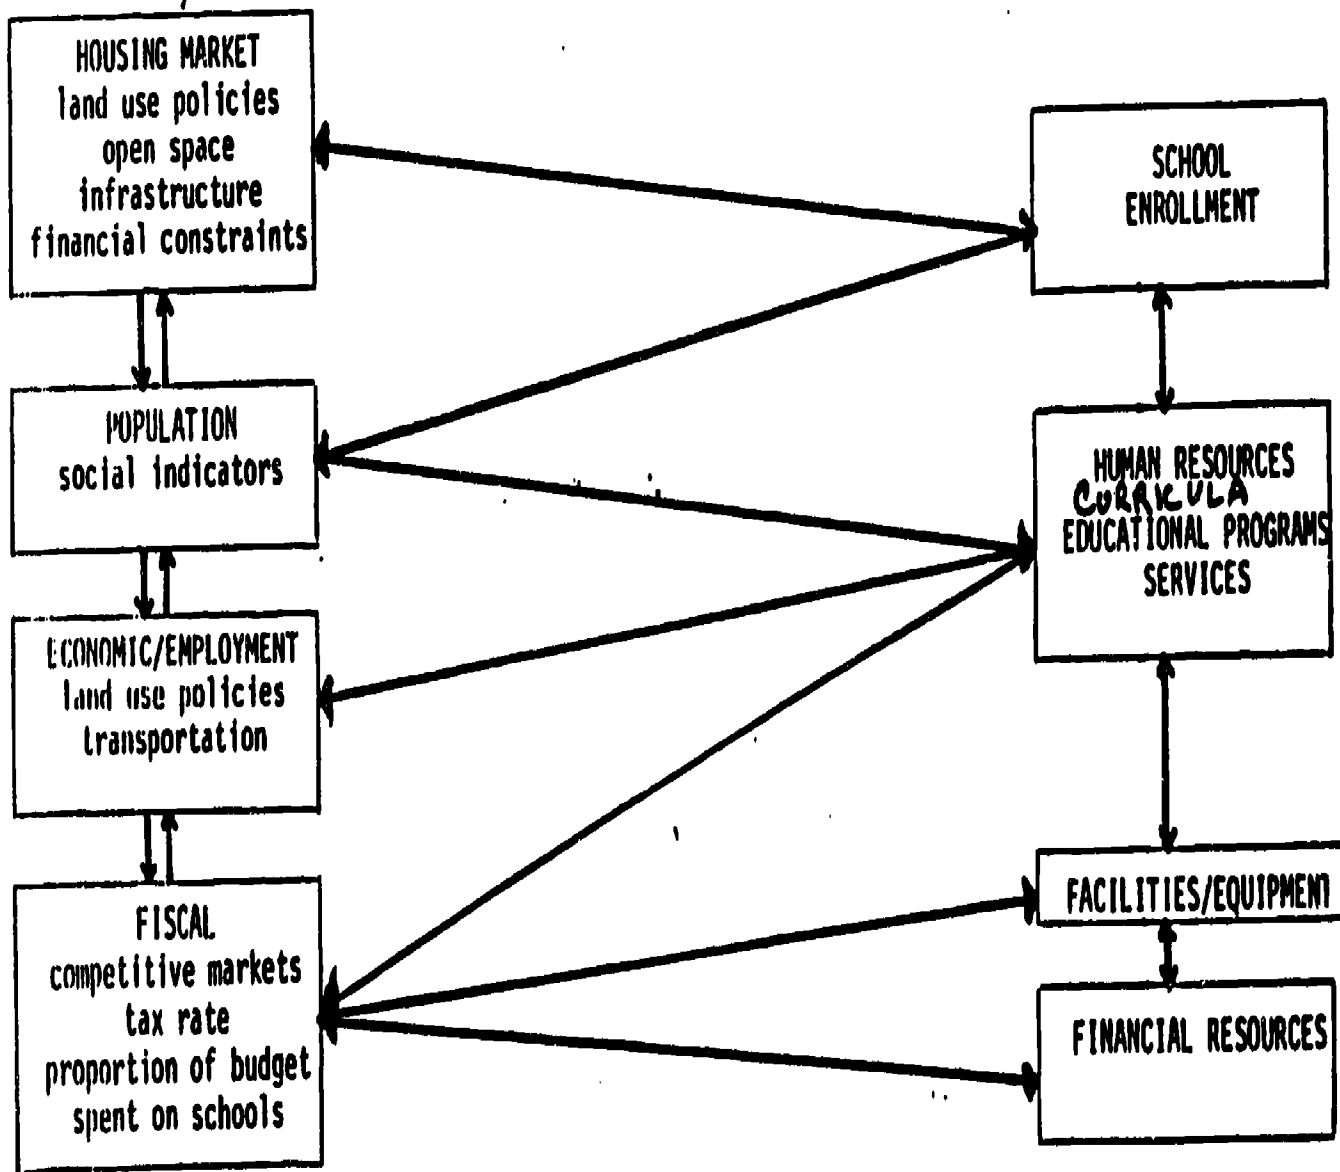 HOUSING MARKET
land use policies
open space
infrastructure
financial constraints
POPULATION
social indicators
ECONOMIC/EMPLOYMENT
land use policies
transportation
FISCAL
competitive markets
tax rate
proportion of budget
spent on schools
SCHOOL
ENROLLMENT
HUMAN RESOURCES
CURRICULA
EDUCATIONAL PROGRAMS
SERVICES
FACILITIES/EQUIPMENT
FINANCIAL RESOURCES